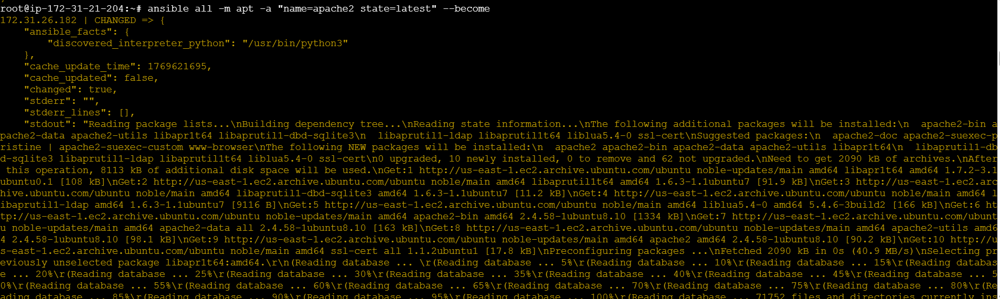 root@ip-172-31-21-204:~# ansible all -m apt -a "name=apache2 state=latest" --become
172.31.26.182 | CHANGED => {
    "ansible_facts": {
        "discovered_interpreter_python": "/usr/bin/python3"
    },
    "cache_update_time": 1769621695,
    "cache_updated": false,
    "changed": true,
    "stderr": "",
    "stderr_lines": [],
    "stdout": "Reading package lists...\nBuilding dependency tree...\nReading state information...\nThe following additional packages will be installed:\n  apache2-bin a
pache2-data apache2-utils libapr1t64 libaprutil1-dbd-sqlite3\n  libaprutil1-ldap libaprutil1t64 liblua5.4-0 ssl-cert\nSuggested packages:\n  apache2-doc apache2-suexec-p
ristine | apache2-suexec-custom www-browser\nThe following NEW packages will be installed:\n  apache2 apache2-bin apache2-data apache2-utils libapr1t64\n  libaprutil1-db
d-sqlite3 libaprutil1-ldap libaprutil1t64 liblua5.4-0 ssl-cert\n0 upgraded, 10 newly installed, 0 to remove and 62 not upgraded.\nNeed to get 2090 kB of archives.\nAfter
 this operation, 8113 kB of additional disk space will be used.\nGet:1 http://us-east-1.ec2.archive.ubuntu.com/ubuntu noble-updates/main amd64 libapr1t64 amd64 1.7.2-3.1
ubuntu0.1 [108 kB]\nGet:2 http://us-east-1.ec2.archive.ubuntu.com/ubuntu noble/main amd64 libaprutil1t64 amd64 1.6.3-1.1ubuntu7 [91.9 kB]\nGet:3 http://us-east-1.ec2.arc
hive.ubuntu.com/ubuntu noble/main amd64 libaprutil1-dbd-sqlite3 amd64 1.6.3-1.1ubuntu7 [11.2 kB]\nGet:4 http://us-east-1.ec2.archive.ubuntu.com/ubuntu noble/main amd64 l
ibaprutil1-ldap amd64 1.6.3-1.1ubuntu7 [9116 B]\nGet:5 http://us-east-1.ec2.archive.ubuntu.com/ubuntu noble/main amd64 liblua5.4-0 amd64 5.4.6-3build2 [166 kB]\nGet:6 ht
tp://us-east-1.ec2.archive.ubuntu.com/ubuntu noble-updates/main amd64 apache2-bin amd64 2.4.58-1ubuntu8.10 [1334 kB]\nGet:7 http://us-east-1.ec2.archive.ubuntu.com/ubunt
u noble-updates/main amd64 apache2-data all 2.4.58-1ubuntu8.10 [163 kB]\nGet:8 http://us-east-1.ec2.archive.ubuntu.com/ubuntu noble-updates/main amd64 apache2-utils amd6
4 2.4.58-1ubuntu8.10 [98.1 kB]\nGet:9 http://us-east-1.ec2.archive.ubuntu.com/ubuntu noble-updates/main amd64 apache2 amd64 2.4.58-1ubuntu8.10 [90.2 kB]\nGet:10 http://u
s-east-1.ec2.archive.ubuntu.com/ubuntu noble/main amd64 ssl-cert all 1.1.2ubuntu1 [17.8 kB]\nPreconfiguring packages ...\nFetched 2090 kB in 0s (40.9 MB/s)\nSelecting pr
eviously unselected package libapr1t64:amd64.\r\n(Reading database ... \r(Reading database ... 5%\r(Reading database ... 10%\r(Reading database ... 15%\r(Reading databas
e ... 20%\r(Reading database ... 25%\r(Reading database ... 30%\r(Reading database ... 35%\r(Reading database ... 40%\r(Reading database ... 45%\r(Reading database ... 5
0%\r(Reading database ... 55%\r(Reading database ... 60%\r(Reading database ... 65%\r(Reading database ... 70%\r(Reading database ... 75%\r(Reading database ... 80%\r(Re
ading database ... 85%\r(Reading database ... 90%\r(Reading database ... 95%\r(Reading database ... 100%\r(Reading database ... 71752 files and directories currently ins